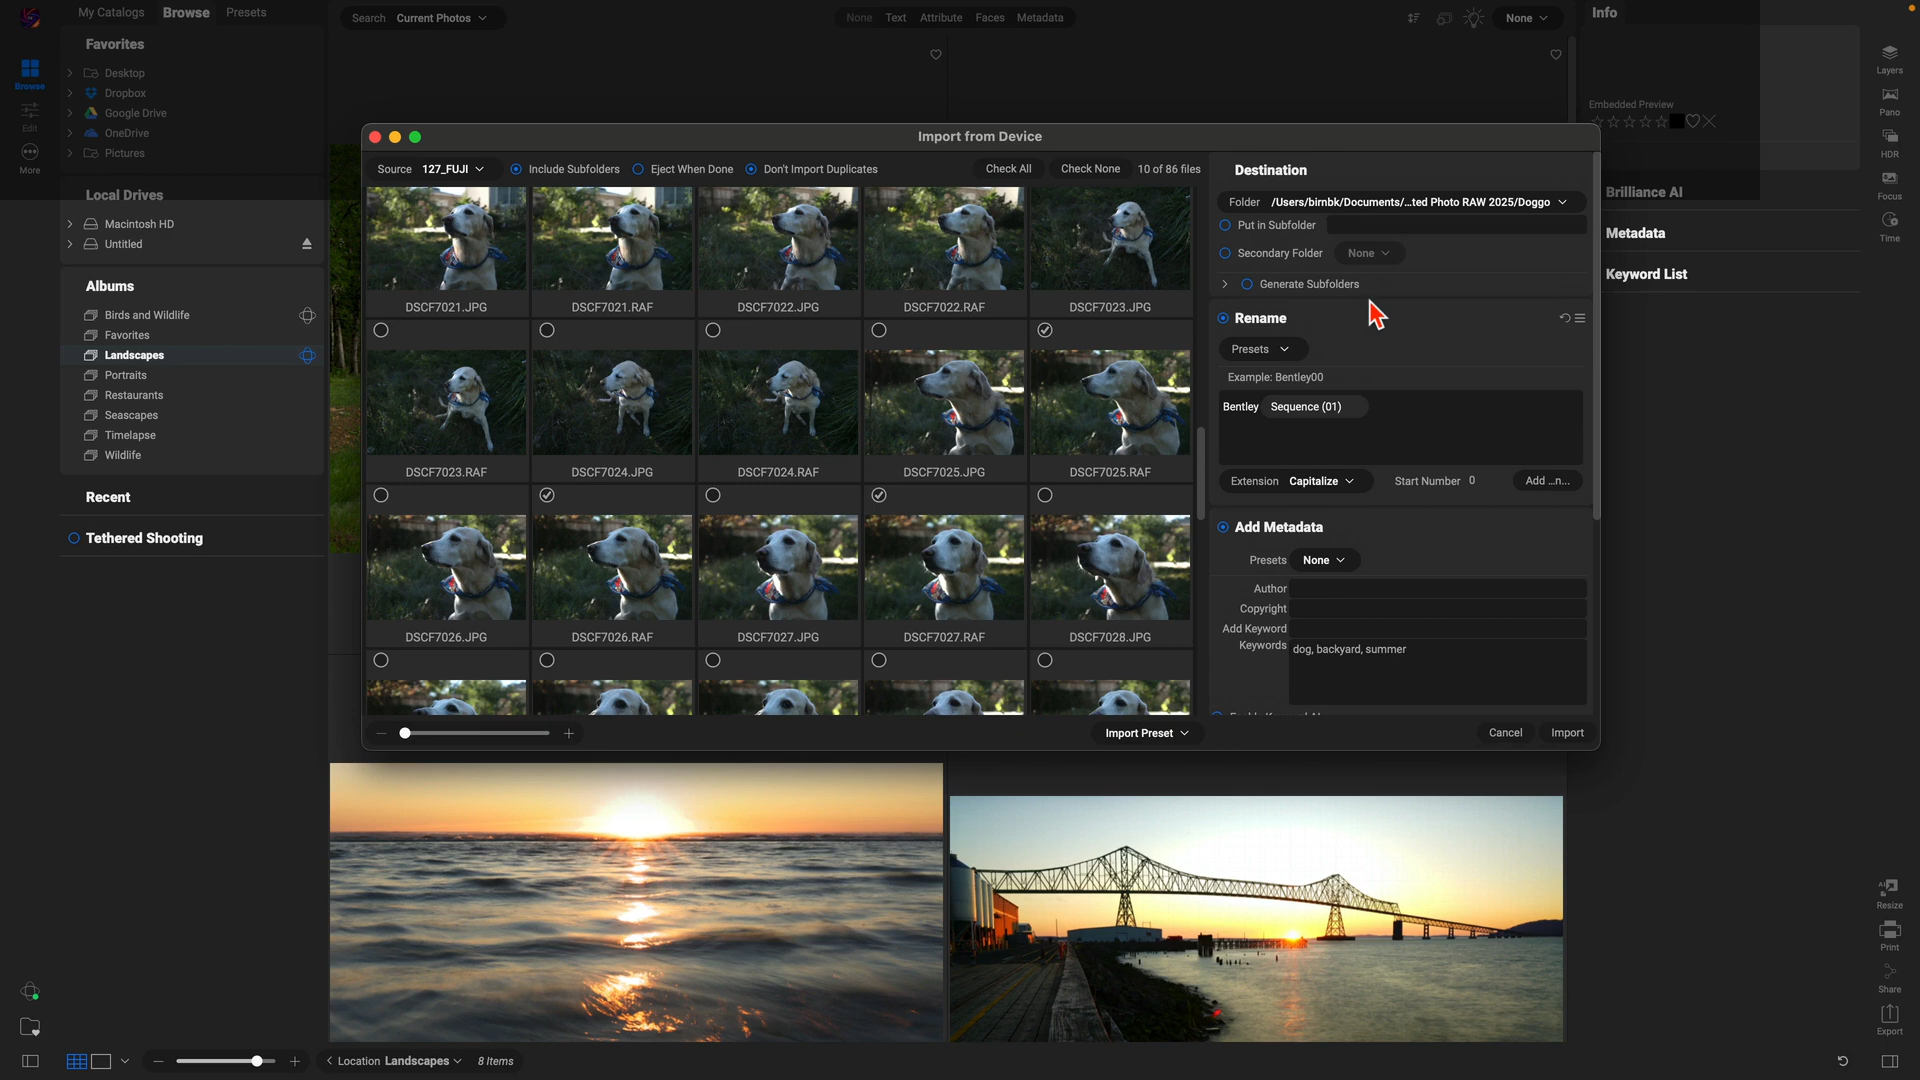 My Catalogs Browse Presets
Search Current Photos
None Text Attribute Faces Metadata
None
Info
Favorites
Desktop
Dropbox
Google Drive
OneDrive
Pictures
Browse
Edit
More
Local Drives
Macintosh HD
Untitled
Albums
Birds and Wildlife
Favorites
Landscapes
Portraits
Restaurants
Seascapes
Timelapse
Wildlife
Recent
Tethered Shooting
Import from Device
Source 127_FUJI Include Subfolders Eject When Done Don't Import Duplicates Check All Check None 10 of 86 files
DSCF7021.JPG DSCF7021.RAF DSCF7022.JPG DSCF7022.RAF DSCF7023.JPG
DSCF7023.RAF DSCF7024.JPG DSCF7024.RAF DSCF7025.JPG DSCF7025.RAF
DSCF7026.JPG DSCF7026.RAF DSCF7027.JPG DSCF7027.RAF DSCF7028.JPG
Import Preset
Destination
Folder /Users/birnbk/Documents/...ted Photo RAW 2025/Doggo
Put in Subfolder
Secondary Folder None
Generate Subfolders
Rename
Presets
Example: Bentley00
Bentley Sequence (01)
Extension Capitalize Start Number 0 Add ...n...
Add Metadata
Presets None
Author
Copyright
Add Keyword
Keywords dog, backyard, summer
Cancel Import
Embedded Preview
Brilliance AI
Metadata
Keyword List
Layers
Pano
HDR
Focus
Time
Resize
Print
Share
Export
Location Landscapes 8 Items